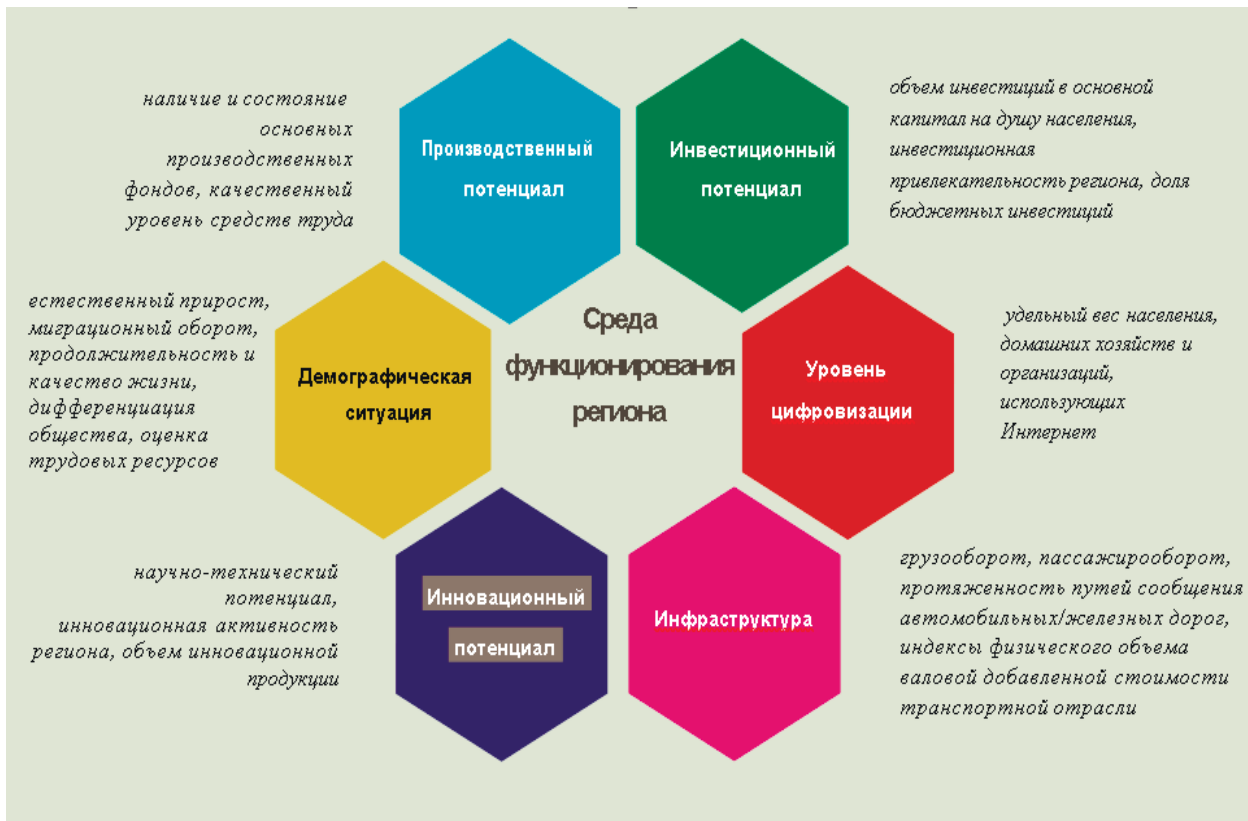 наличие и состояние
основных
производственных
фондов, качественный
уровень средств труда
Производственный
потенциал
Инвестиционный
потенциал
объем инвестиций в основной
капитал на душу населения,
инвестиционная
привлекательность региона, доля
бюджетных инвестиций
естественный прирост,
миграционный оборот,
продолжительность и
качество жизни,
дифференциация
общества, оценка
трудовых ресурсов
Демографическая
ситуация
Среда
функционирования
региона
Уровень
цифровизации
удельный вес населения,
домашних хозяйств и
организаций,
использующих
Интернет
научно-технический
потенциал,
инновационная активность
региона, объем инновационной
продукции
Инновационный
потенциал
Инфраструктура
грузооборот, пассажирооборот,
протяженность путей сообщения
автомобильных/железных дорог,
индексы физического объема
валовой добавленной стоимости
транспортной отрасли